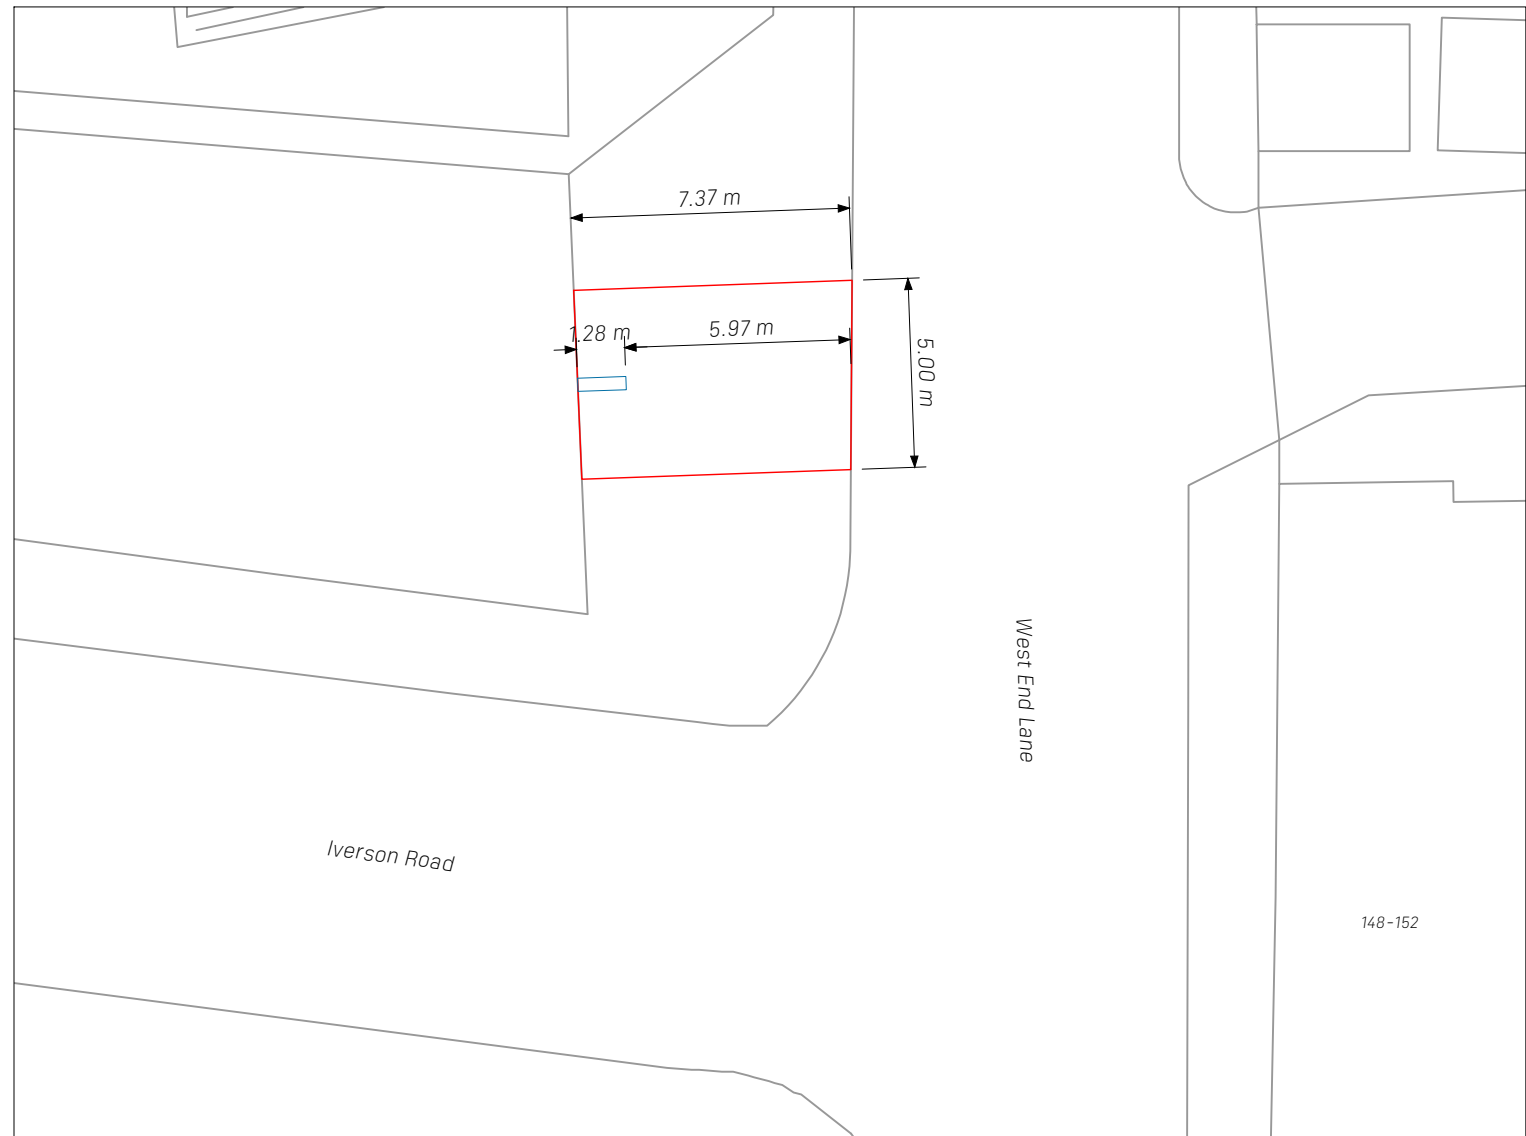 7.37 m
1.28 m
5.97 m
5.00 m
West End Lane
Iverson Road
148-152